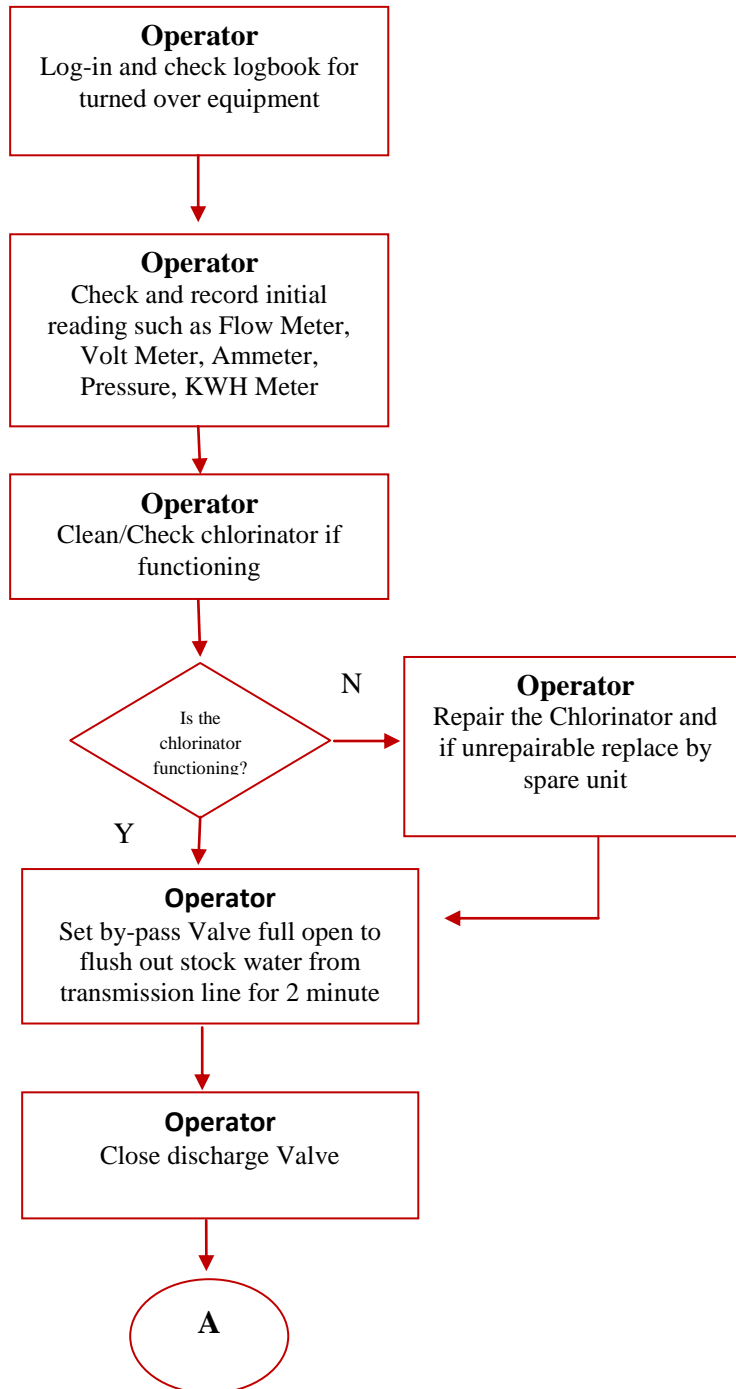 Operator
Log-in and check logbook for
turned over equipment
Operator
Check and record initial
reading such as Flow Meter,
Volt Meter, Ammeter,
Pressure, KWH Meter
Operator
Clean/Check chlorinator if
functioning
Is the
chlorinator
functioning?
N
Operator
Repair the Chlorinator and
if unrepairable replace by
spare unit
Y
Operator
Set by-pass Valve full open to
flush out stock water from
transmission line for 2 minute
Operator
Close discharge Valve
A